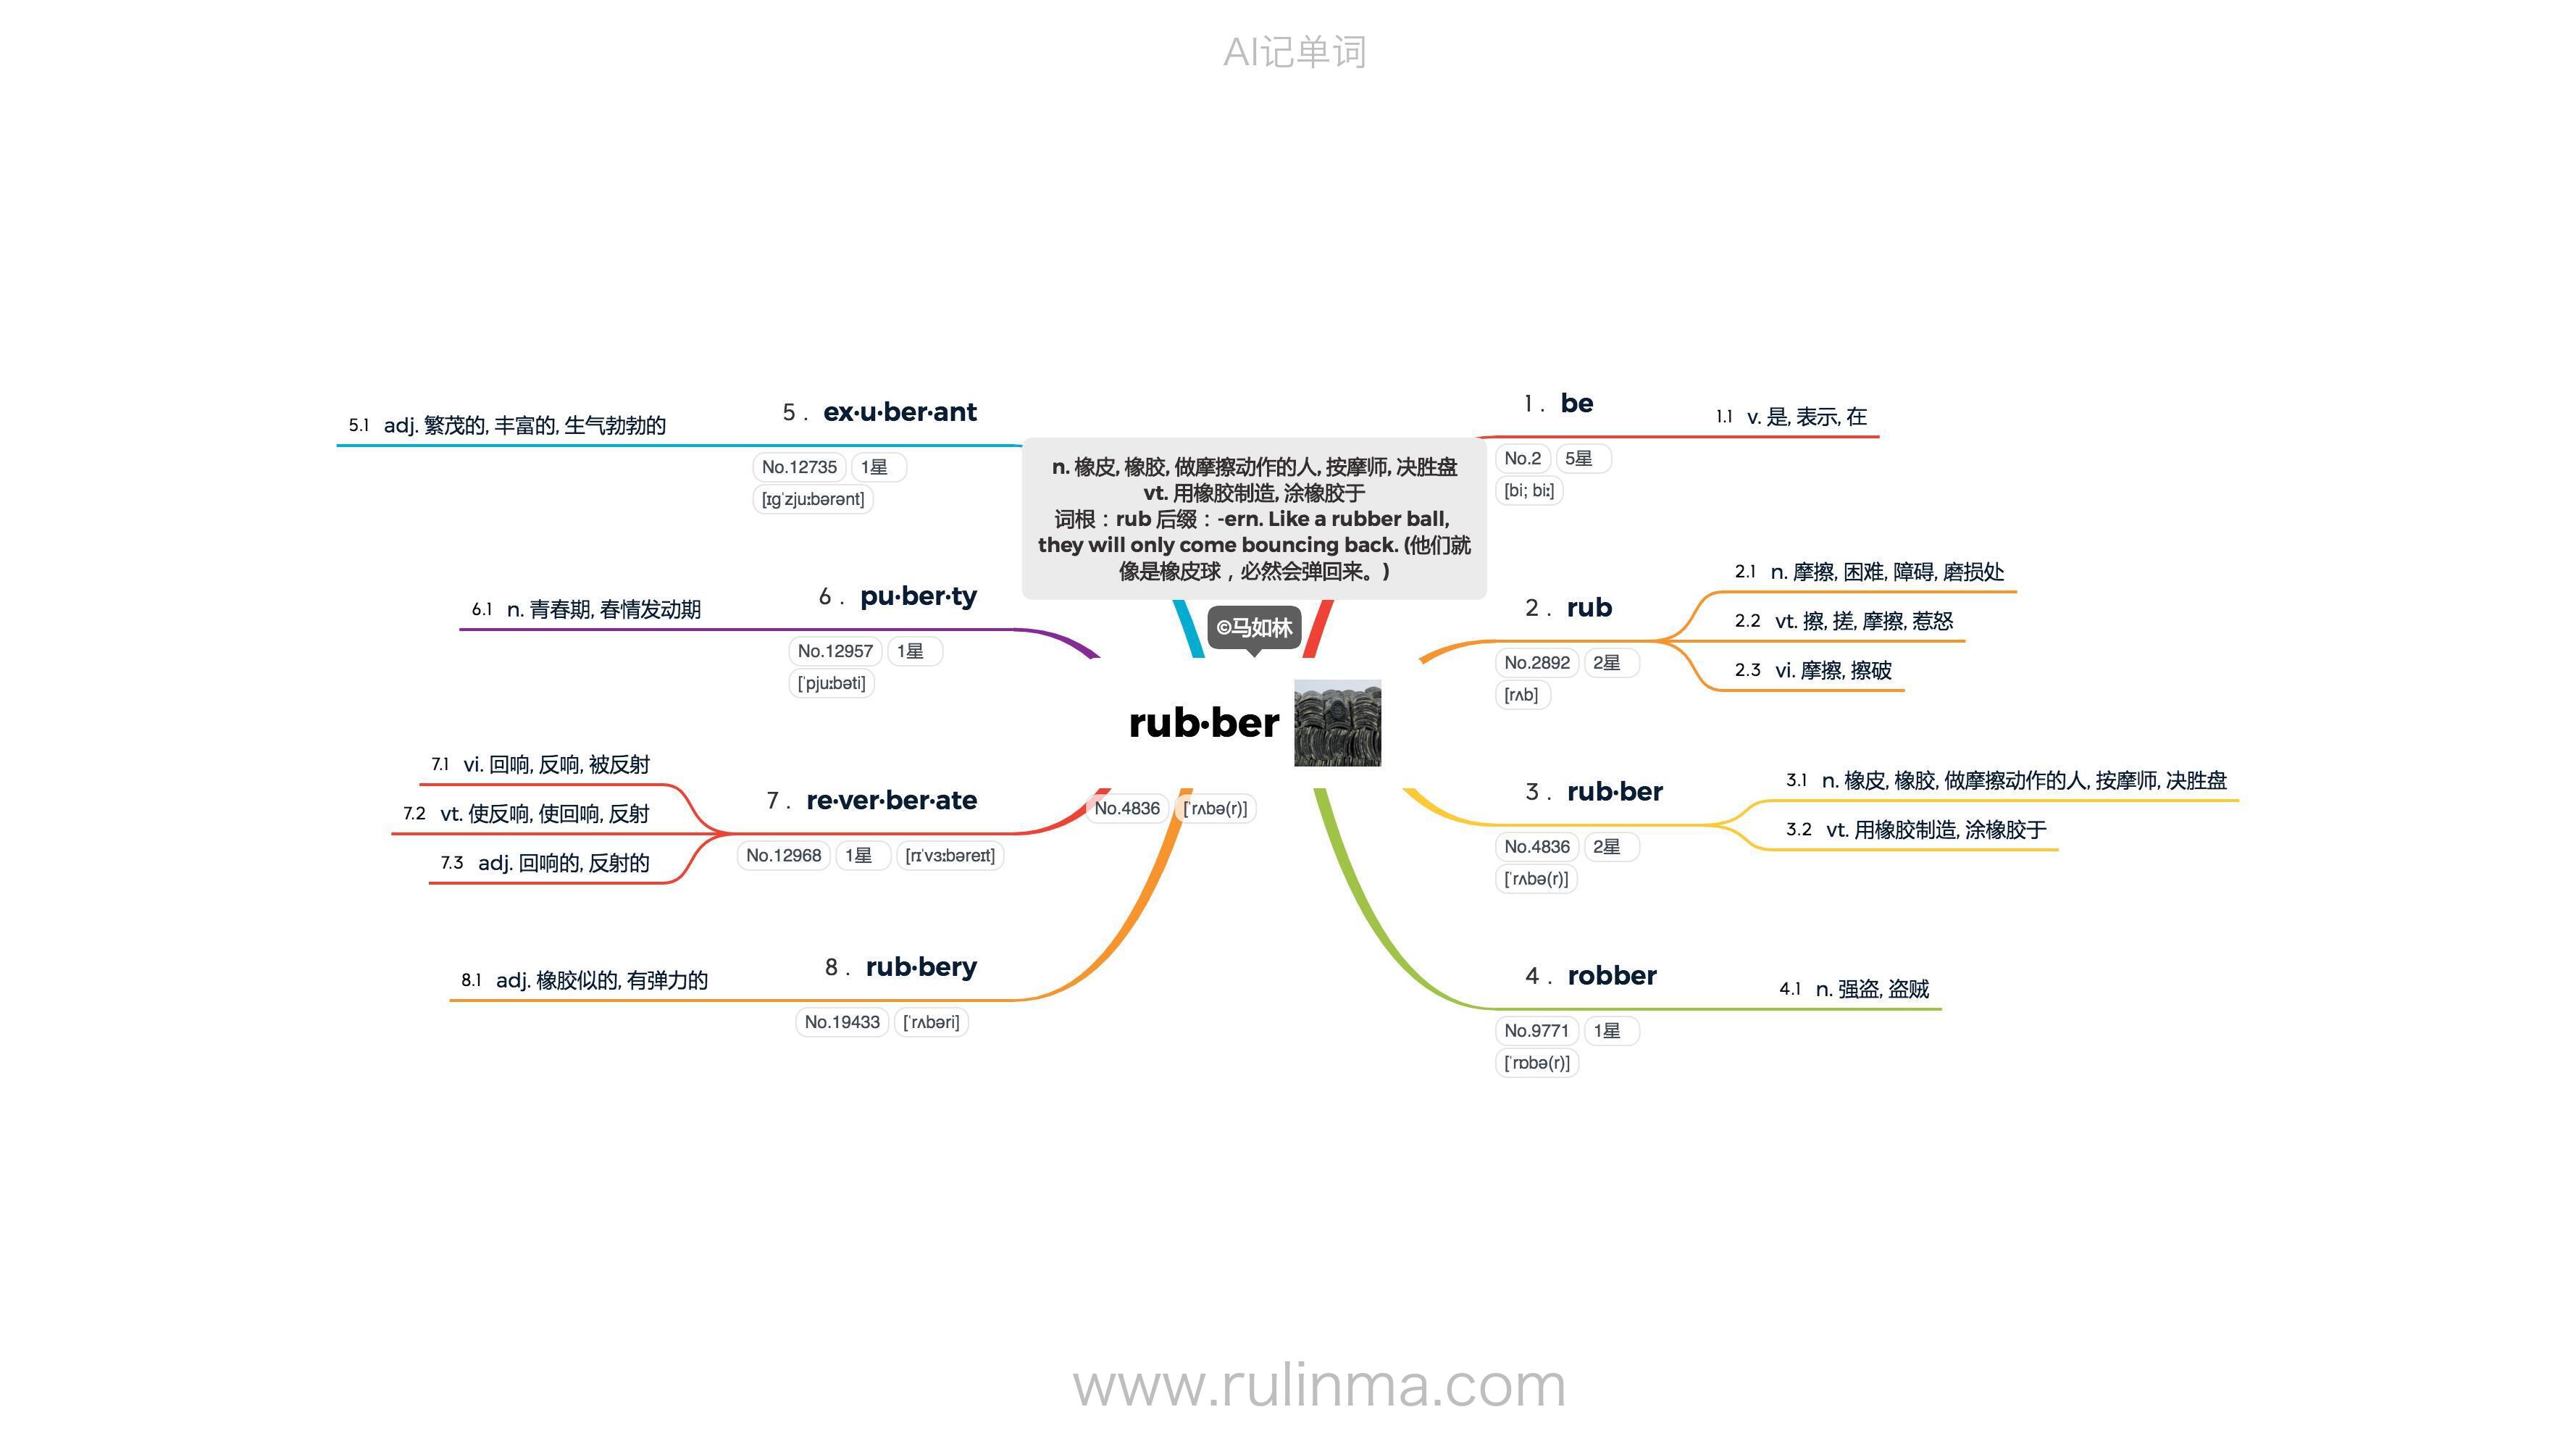 AI记单词
n. 橡皮, 橡胶, 做摩擦动作的人, 按摩师, 决胜盘
vt. 用橡胶制造, 涂橡胶于
词根：rub 后缀：-ern. Like a rubber ball,
they will only come bouncing back. (他们就
像是橡皮球，必然会弹回来。)
©马如林
rub·ber
No.4836 [ˈrʌbə(r)]
1 . be
1.1 v. 是, 表示, 在
No.2 5星
[bi; biː]
2 . rub
2.1 n. 摩擦, 困难, 障碍, 磨损处
2.2 vt. 擦, 搓, 摩擦, 惹怒
2.3 vi. 摩擦, 擦破
No.2892 2星
[rʌb]
3 . rub·ber
3.1 n. 橡皮, 橡胶, 做摩擦动作的人, 按摩师, 决胜盘
3.2 vt. 用橡胶制造, 涂橡胶于
No.4836 2星
[ˈrʌbə(r)]
4 . robber
4.1 n. 强盗, 盗贼
No.9771 1星
[ˈrɒbə(r)]
5 . ex·u·ber·ant
5.1 adj. 繁茂的, 丰富的, 生气勃勃的
No.12735 1星
[ɪɡˈzjuːbərənt]
6 . pu·ber·ty
6.1 n. 青春期, 春情发动期
No.12957 1星
[ˈpjuːbəti]
7 . re·ver·ber·ate
7.1 vi. 回响, 反响, 被反射
7.2 vt. 使反响, 使回响, 反射
7.3 adj. 回响的, 反射的
No.12968 1星 [rɪˈvɜːbəreɪt]
8 . rub·bery
8.1 adj. 橡胶似的, 有弹力的
No.19433 [ˈrʌbəri]
www.rulinma.com